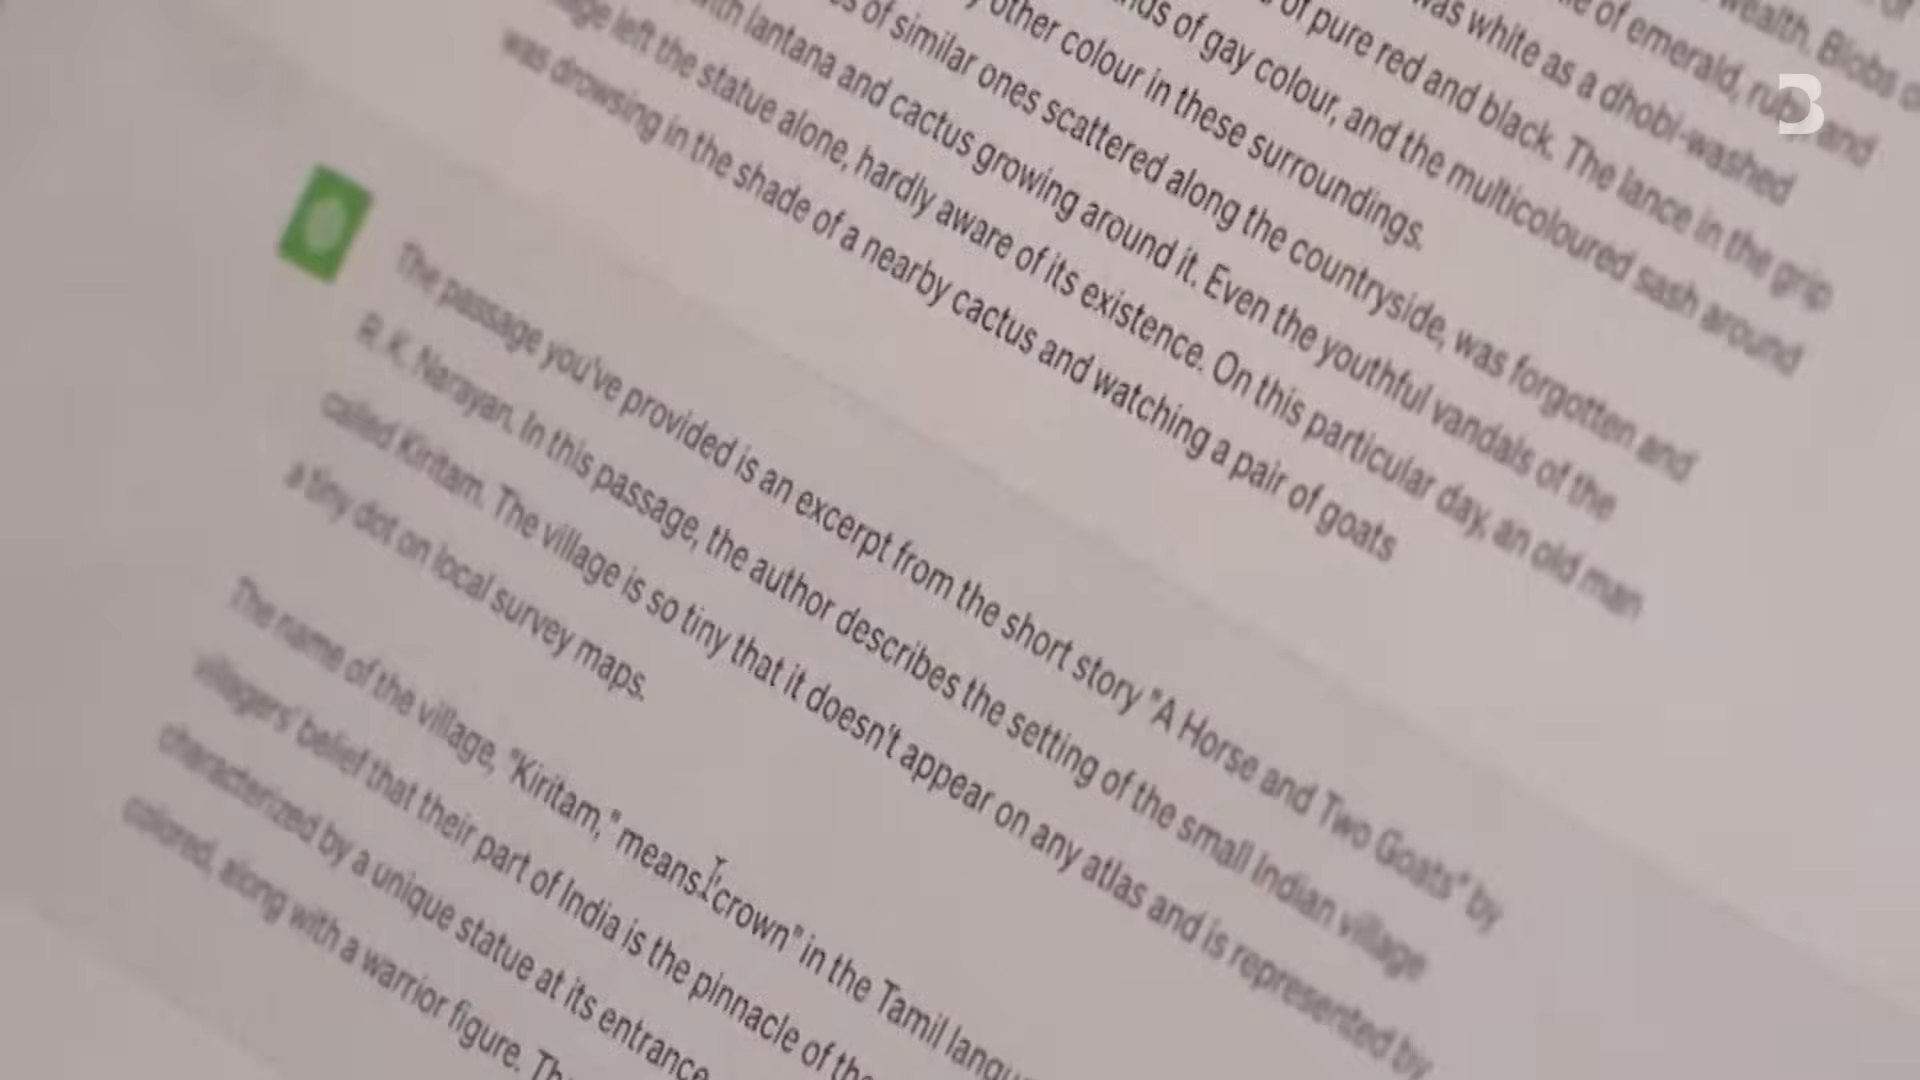 wealth. Blobs o
e of emerald, ruby and
was white as a dhobi-washed
of pure red and black. The lance in the grip
nds of gay colour, and the multicoloured sash around
y other colour in these surroundings.
es of similar ones scattered along the countryside, was forgotten and
with lantana and cactus growing around it. Even the youthful vandals of the
age left the statue alone, hardly aware of its existence. On this particular day, an old man
was drowsing in the shade of a nearby cactus and watching a pair of goats
The passage you've provided is an excerpt from the short story "A Horse and Two Goats" by
R. K. Narayan. In this passage, the author describes the setting of the small Indian village
called Kiritam. The village is so tiny that it doesn't appear on any atlas and is represented by
a tiny dot on local survey maps.
The name of the village, "Kiritam," means "crown" in the Tamil langu
villagers' belief that their part of India is the pinnacle of the
characterized by a unique statue at its entrance
colored, along with a warrior figure. Th
3